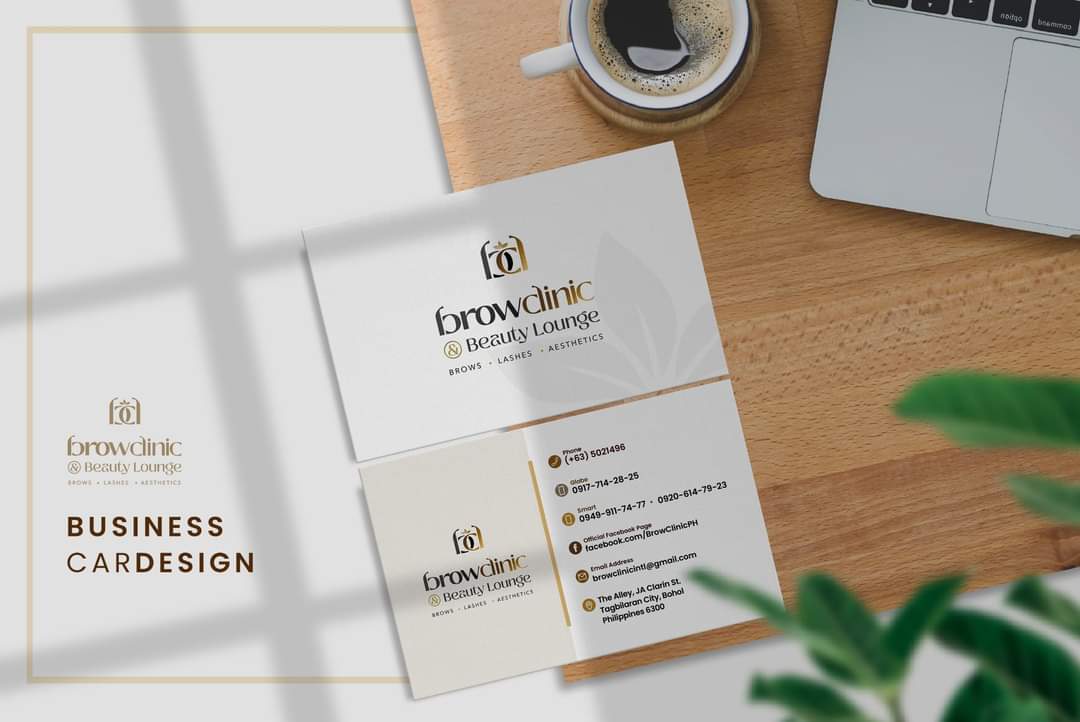 browclinic
& Beauty Lounge
BROWS • LASHES • AESTHETICS
BUSINESS
CARDESIGN
browclinic
& Beauty Lounge
BROWS • LASHES • AESTHETICS
browclinic
& Beauty Lounge
BROWS • LASHES • AESTHETICS
Phone
(+63) 5021496
Globe
0917-714-28-25
Smart
0949-911-74-77 • 0920-614-79-23
Official Facebook Page
facebook.com/BrowClinicPH
Email Address
browclinicintl@gmail.com
The Alley, JA Clarin St.
Tagbilaran City, Bohol
Philippines 6300
option
command